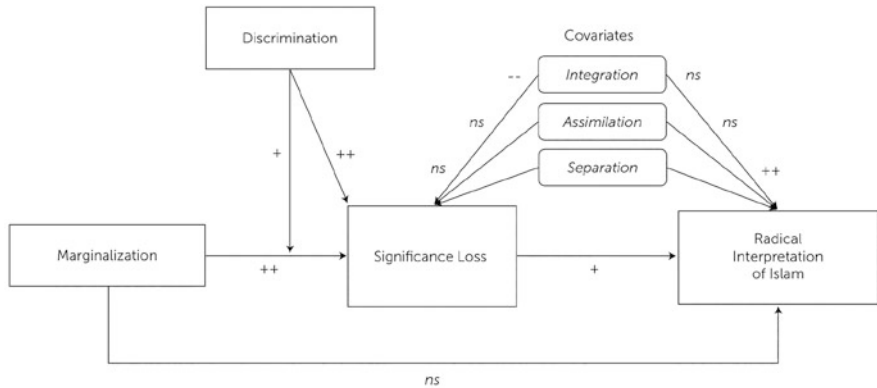 Discrimination
Covariates
--
Integration
ns
ns
Assimilation
ns
+
++
ns
Separation
++
Marginalization
++
Significance Loss
+
Radical
Interpretation
of Islam
ns